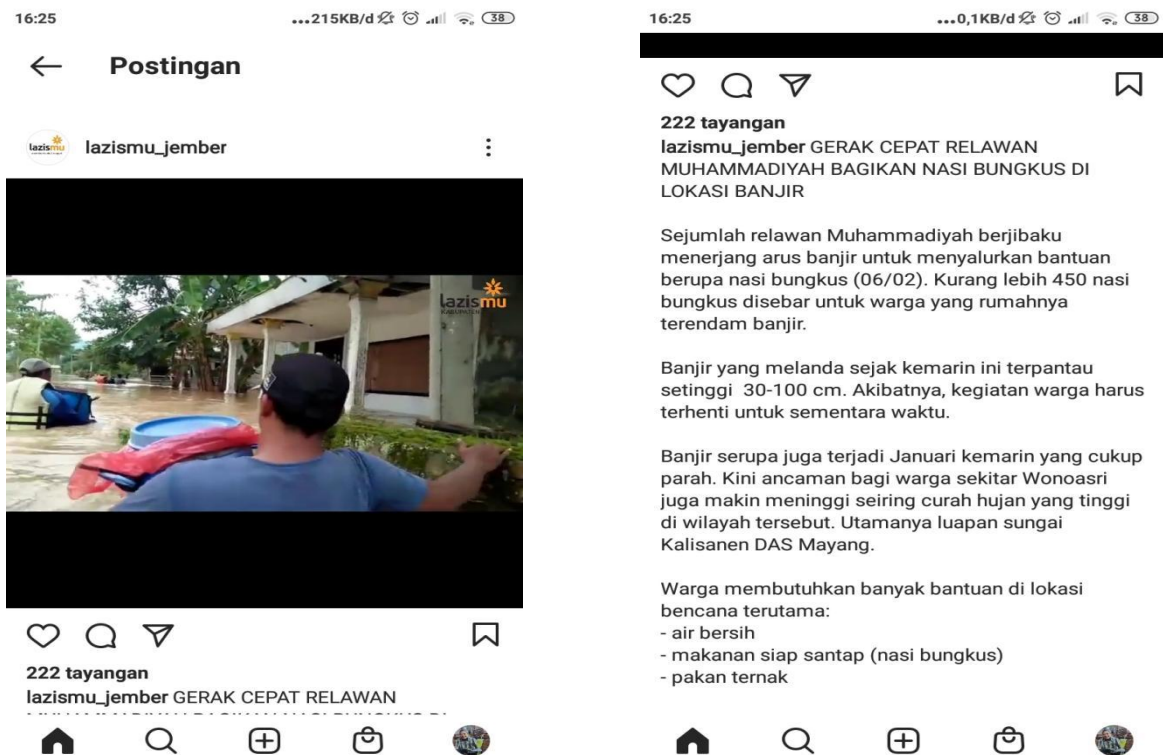 16:25
...215KB/d
38
Postingan
lazismu
lazismu_jember
lazismu
222 tayangan
lazismu_jember GERAK CEPAT RELAWAN
16:25
...0,1KB/d
38
222 tayangan
lazismu_jember GERAK CEPAT RELAWAN
MUHAMMADIYAH BAGIKAN NASI BUNGKUS DI
LOKASI BANJIR
Sejumlah relawan Muhammadiyah berjibaku
menerjang arus banjir untuk menyalurkan bantuan
berupa nasi bungkus (06/02). Kurang lebih 450 nasi
bungkus disebar untuk warga yang rumahnya
terendam banjir.
Banjir yang melanda sejak kemarin ini terpantau
setinggi 30-100 cm. Akibatnya, kegiatan warga harus
terhenti untuk sementara waktu.
Banjir serupa juga terjadi Januari kemarin yang cukup
parah. Kini ancaman bagi warga sekitar Wonoasri
juga makin meninggi seiring curah hujan yang tinggi
di wilayah tersebut. Utamanya luapan sungai
Kalisanen DAS Mayang.
Warga membutuhkan banyak bantuan di lokasi
bencana terutama:
- air bersih
- makanan siap santap (nasi bungkus)
- pakan ternak